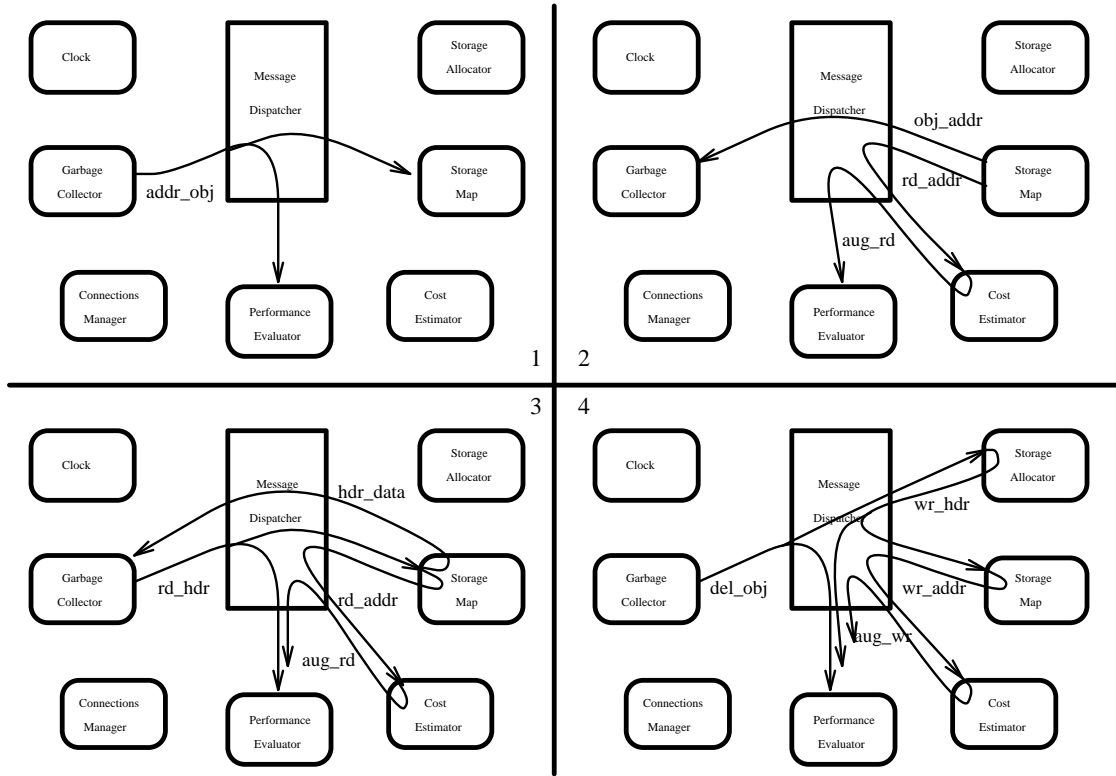 Clock
Message
Dispatcher
Storage
Allocator
Garbage
Collector
addr_obj
Storage
Map
Connections
Manager
Performance
Evaluator
Cost
Estimator
1
Clock
Message
Dispatcher
Storage
Allocator
obj_addr
Garbage
Collector
rd_addr
Storage
Map
aug_rd
Connections
Manager
Performance
Evaluator
Cost
Estimator
2
3
Clock
Message
Dispatcher
Storage
Allocator
hdr_data
Garbage
Collector
rd_hdr
rd_addr
Storage
Map
aug_rd
Connections
Manager
Performance
Evaluator
Cost
Estimator
4
Clock
Message
Dispatcher
Storage
Allocator
wr_hdr
Garbage
Collector
del_obj
wr_addr
Storage
Map
aug_wr
Connections
Manager
Performance
Evaluator
Cost
Estimator